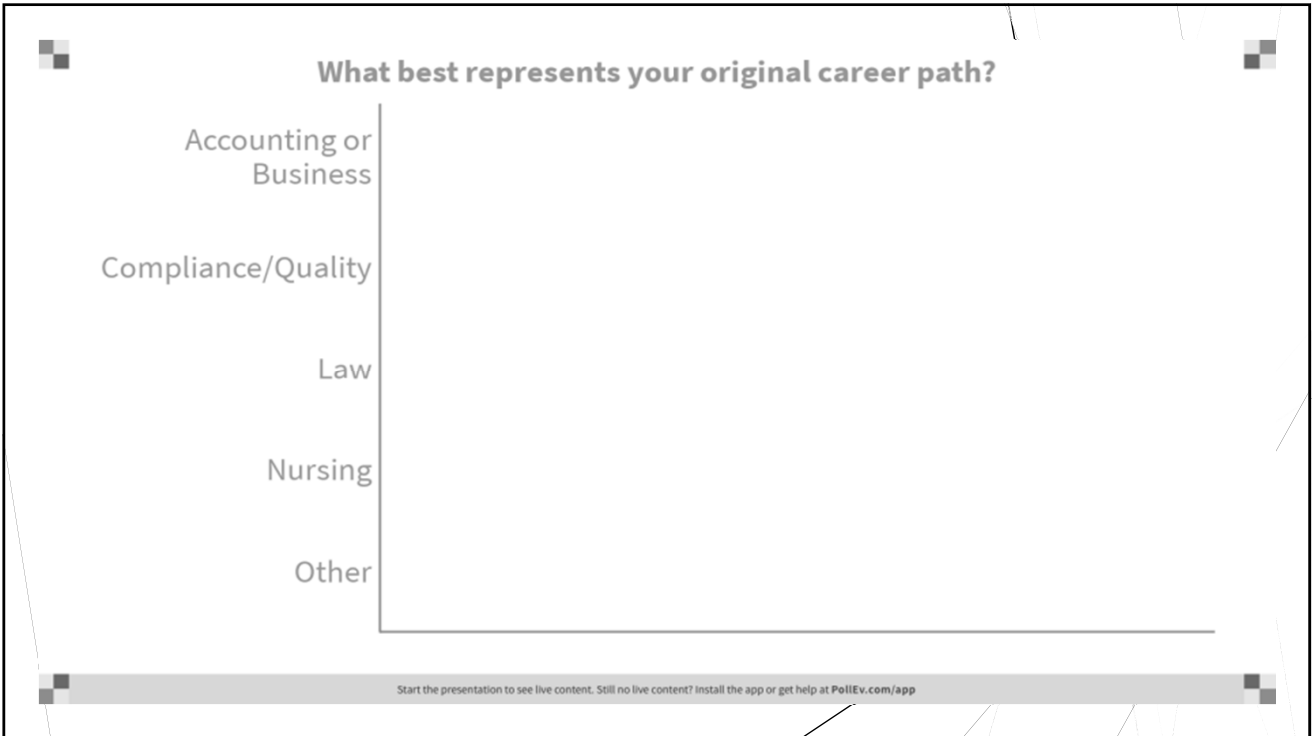 What best represents your original career path?
Accounting or
Business
Compliance/Quality
Law
Nursing
Other
Start the presentation to see live content. Still no live content? Install the app or get help at PollEv.com/app